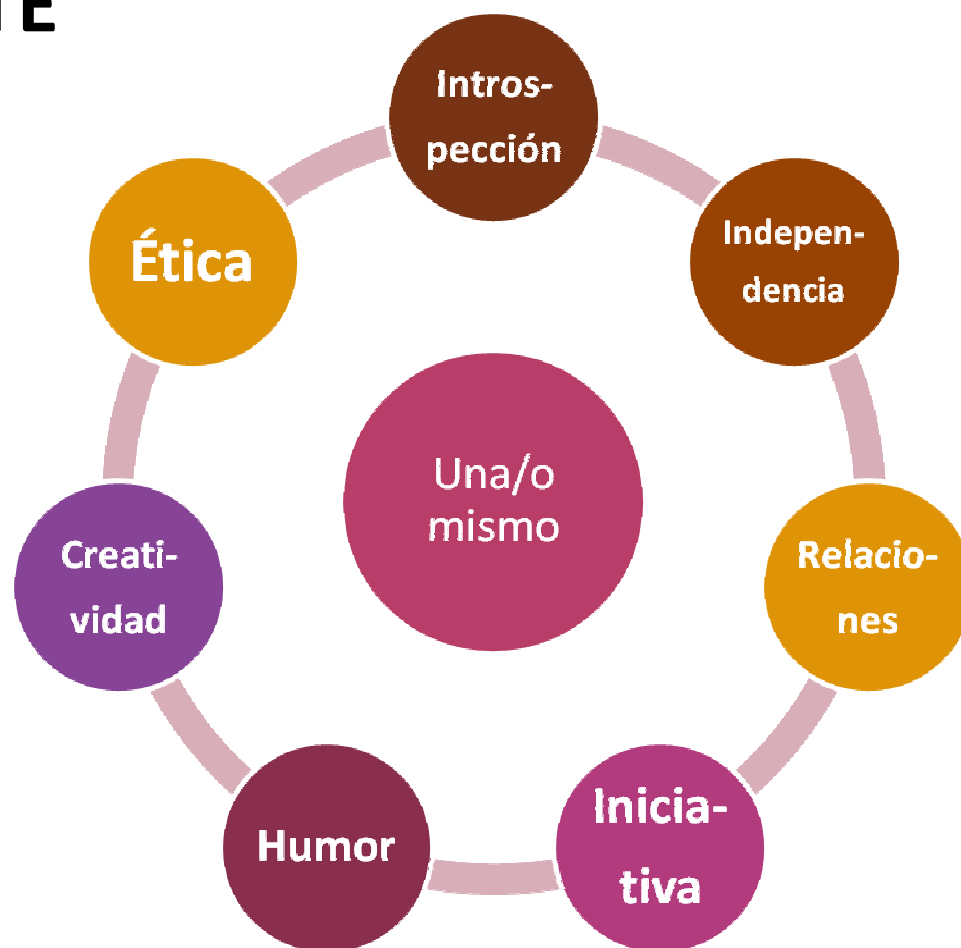 Intros-
pección
Indepen-
dencia
Relacio-
nes
Inicia-
tiva
Humor
Creati-
vidad
Ética
Una/o
mismo